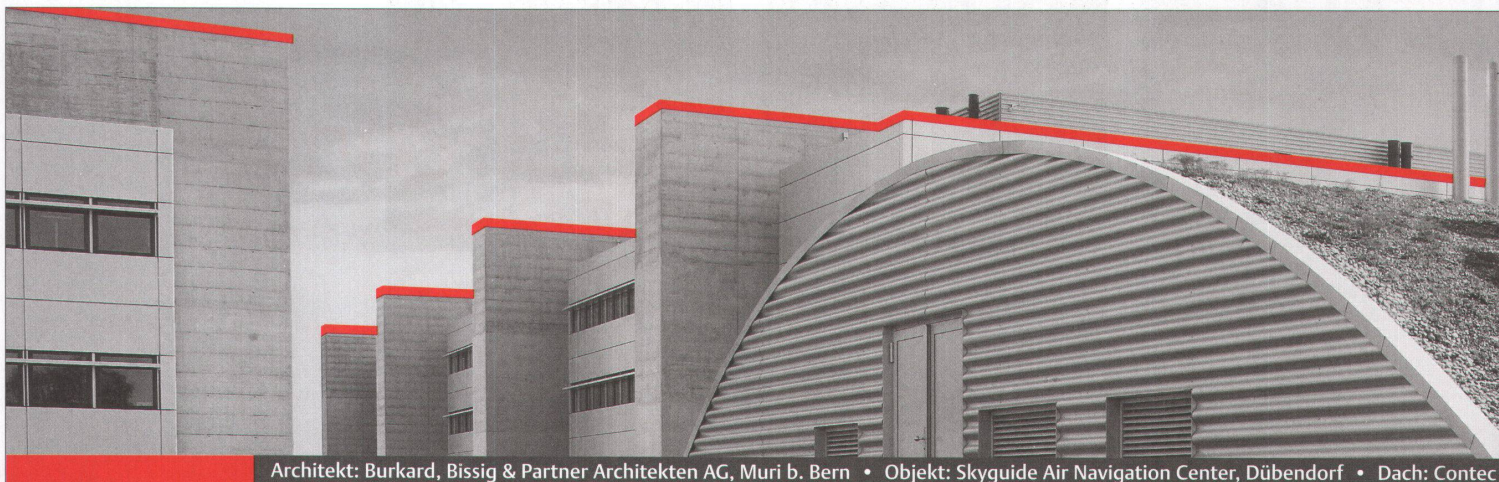 Architekt: Burkard, Bissig & Partner Architekten AG, Muri b. Bern • Objekt: Skyguide Air Navigation Center, Dübendorf • Dach: Contec